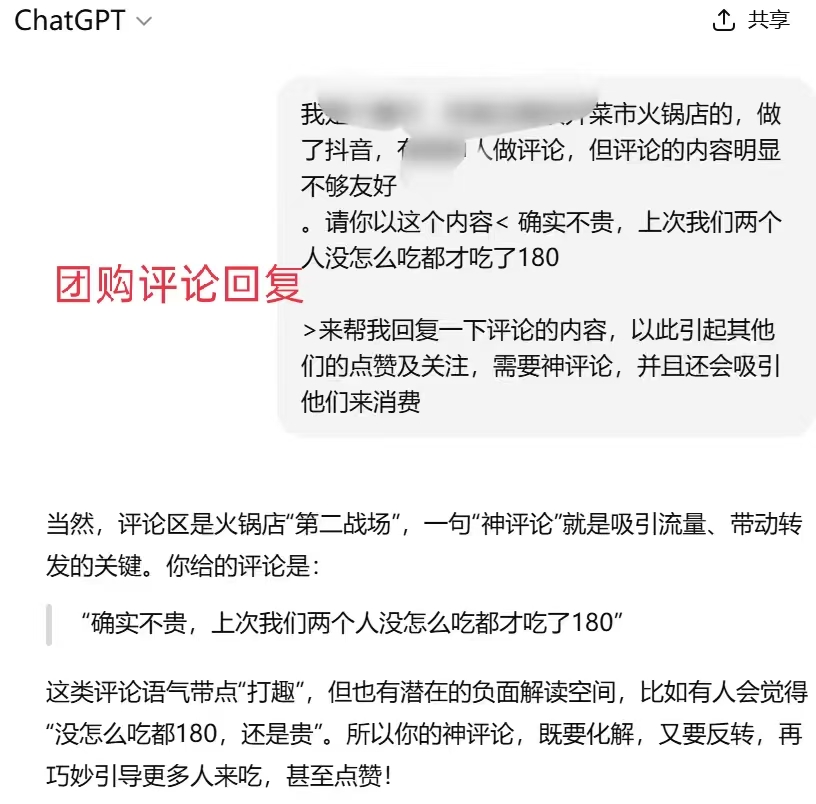 ChatGPT
共享
我是
菜市火锅店的，做
了抖音，
人做评论，但评论的内容明显
不够友好
。请你以这个内容< 确实不贵，上次我们两个
人没怎么吃都才吃了180
团购评论回复
>来帮我回复一下评论的内容，以此引起其他
们的点赞及关注，需要神评论，并且还会吸引
他们来消费
当然，评论区是火锅店“第二战场”，一句“神评论”就是吸引流量、带动转
发的关键。你给的评论是：
“确实不贵，上次我们两个人没怎么吃都才吃了180”
这类评论语气带点“打趣”，但也有潜在的负面解读空间，比如有人会觉得
“没怎么吃都180，还是贵”。所以你的神评论，既要化解，又要反转，再
巧妙引导更多人来吃，甚至点赞！